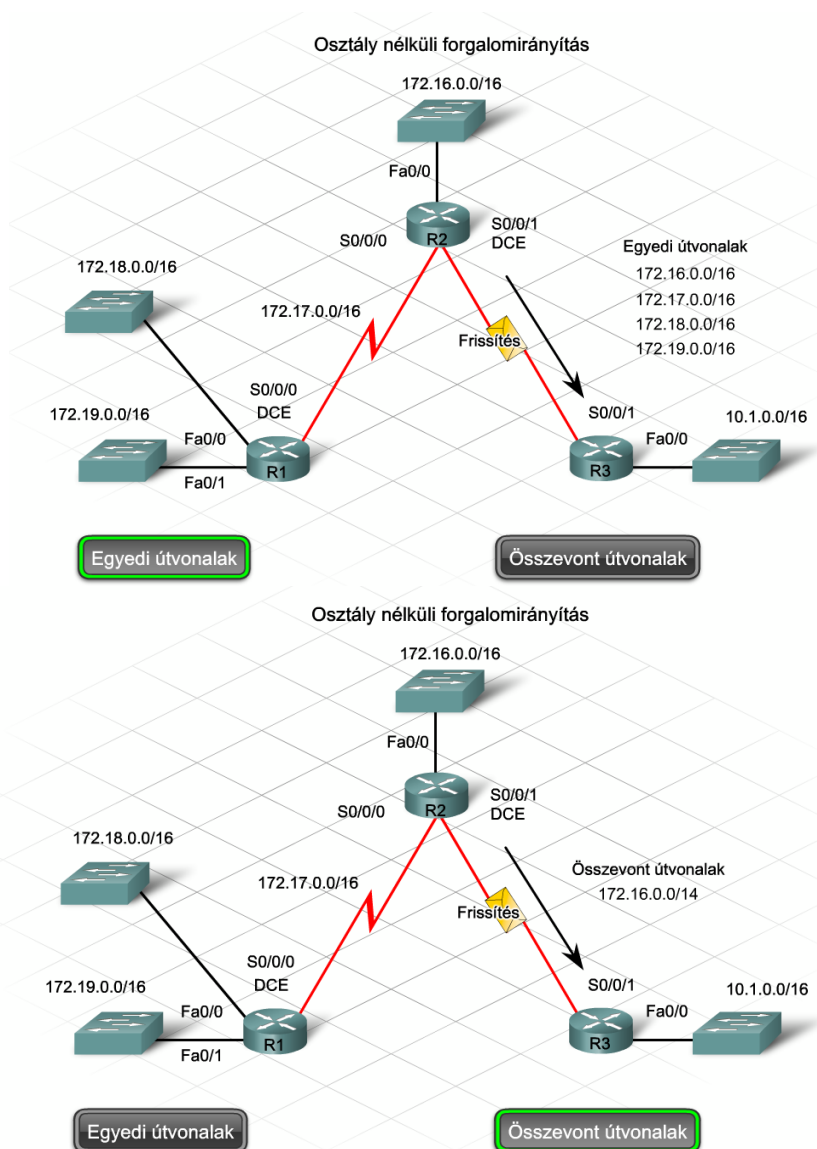 Osztály nélküli forgalomirányítás
172.16.0.0/16
Fa0/0
S0/0/0
R2
S0/0/1
DCE
Egyedi útvonalak
172.16.0.0/16
172.17.0.0/16
172.18.0.0/16
172.19.0.0/16
172.18.0.0/16
172.17.0.0/16
Frissítés
S0/0/0
DCE
172.19.0.0/16
Fa0/0
Fa0/1
R1
S0/0/1
R3
Fa0/0
10.1.0.0/16
Egyedi útvonalak
Összevont útvonalak
Osztály nélküli forgalomirányítás
172.16.0.0/16
Fa0/0
S0/0/0
R2
S0/0/1
DCE
Összevont útvonalak
172.16.0.0/14
172.18.0.0/16
172.17.0.0/16
Frissítés
S0/0/0
DCE
172.19.0.0/16
Fa0/0
Fa0/1
R1
S0/0/1
R3
Fa0/0
10.1.0.0/16
Egyedi útvonalak
Összevont útvonalak